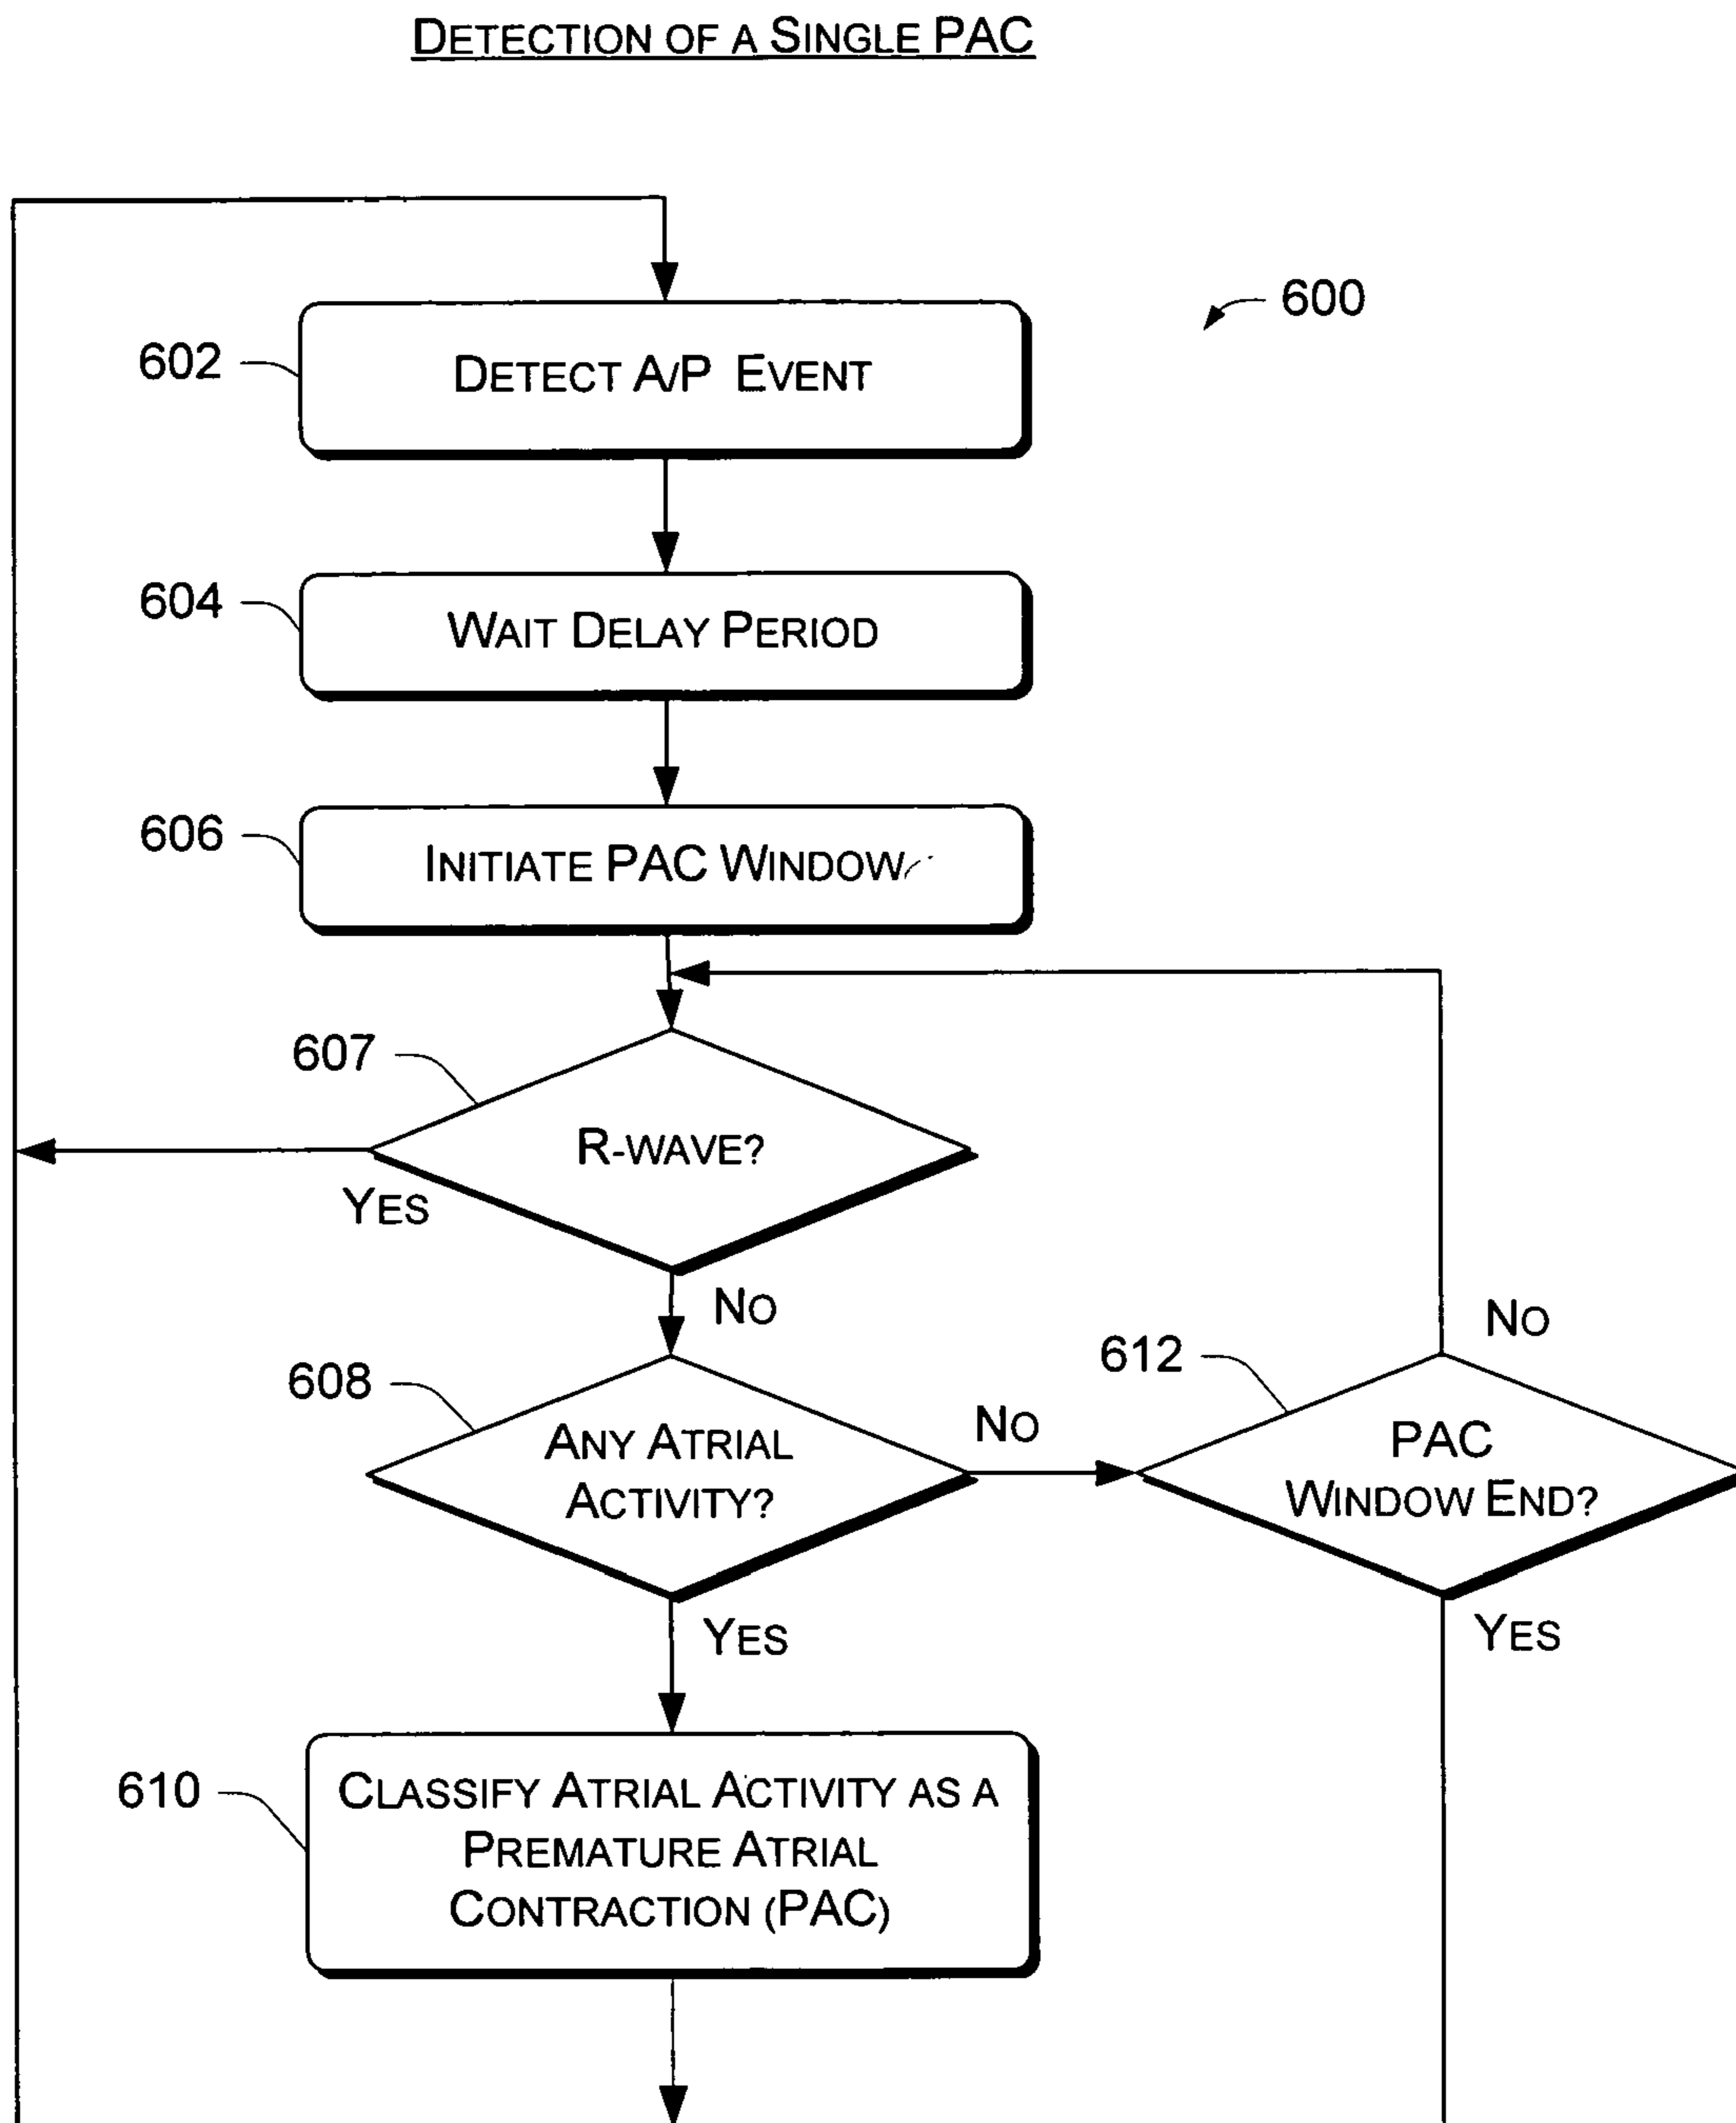 DETECTION OF A SINGLE PAC
600
602
DETECT A/P EVENT
604
WAIT DELAY PERIOD
606
INITIATE PAC WINDOW
607
R-WAVE?
YES
NO
608
ANY ATRIAL
ACTIVITY?
NO
612
NO
PAC
WINDOW END?
YES
YES
610
CLASSIFY ATRIAL ACTIVITY AS A
PREMATURE ATRIAL
CONTRACTION (PAC)